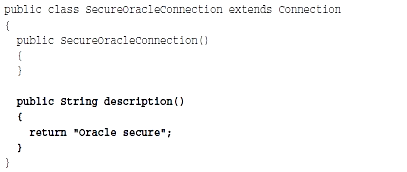 public class SecureOracleConnection extends Connection
{
public SecureOracleConnection()
{
}
public String description()
{
return "Oracle secure";
}
}